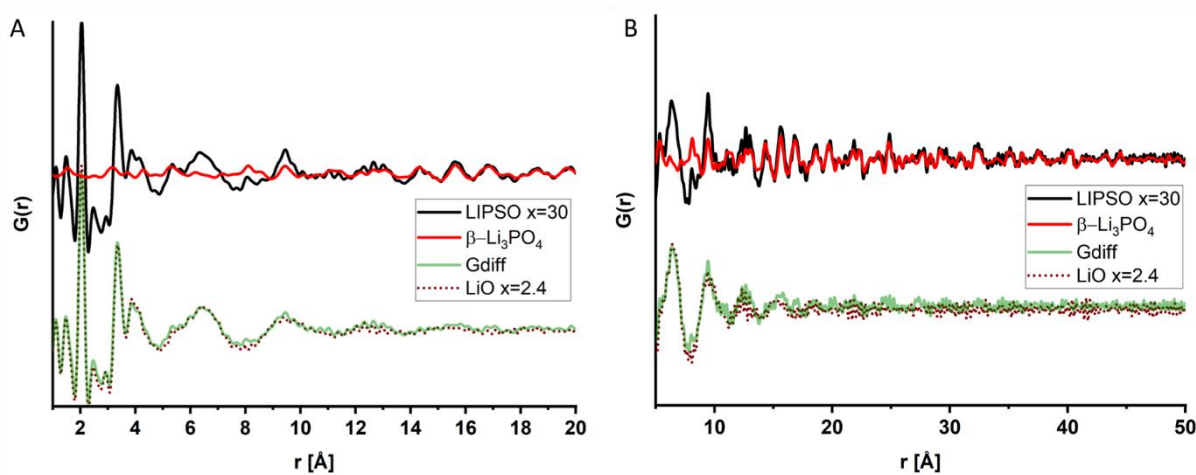 A
G(r)
LIPSO x=30
β–Li₃PO₄
Gdiff
LiO x=2.4
2 4 6 8 10 12 14 16 18 20
r [Å]
B
G(r)
LIPSO x=30
β–Li₃PO₄
Gdiff
LiO x=2.4
10 20 30 40 50
r [Å]